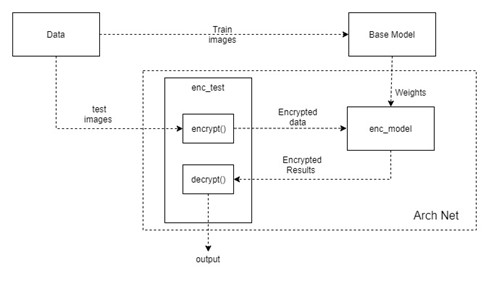 Data
Train
images
Base Model
enc_test
test
images
Weights
encrypt()
Encrypted
data
enc_model
decrypt()
Encrypted
Results
Arch Net
output